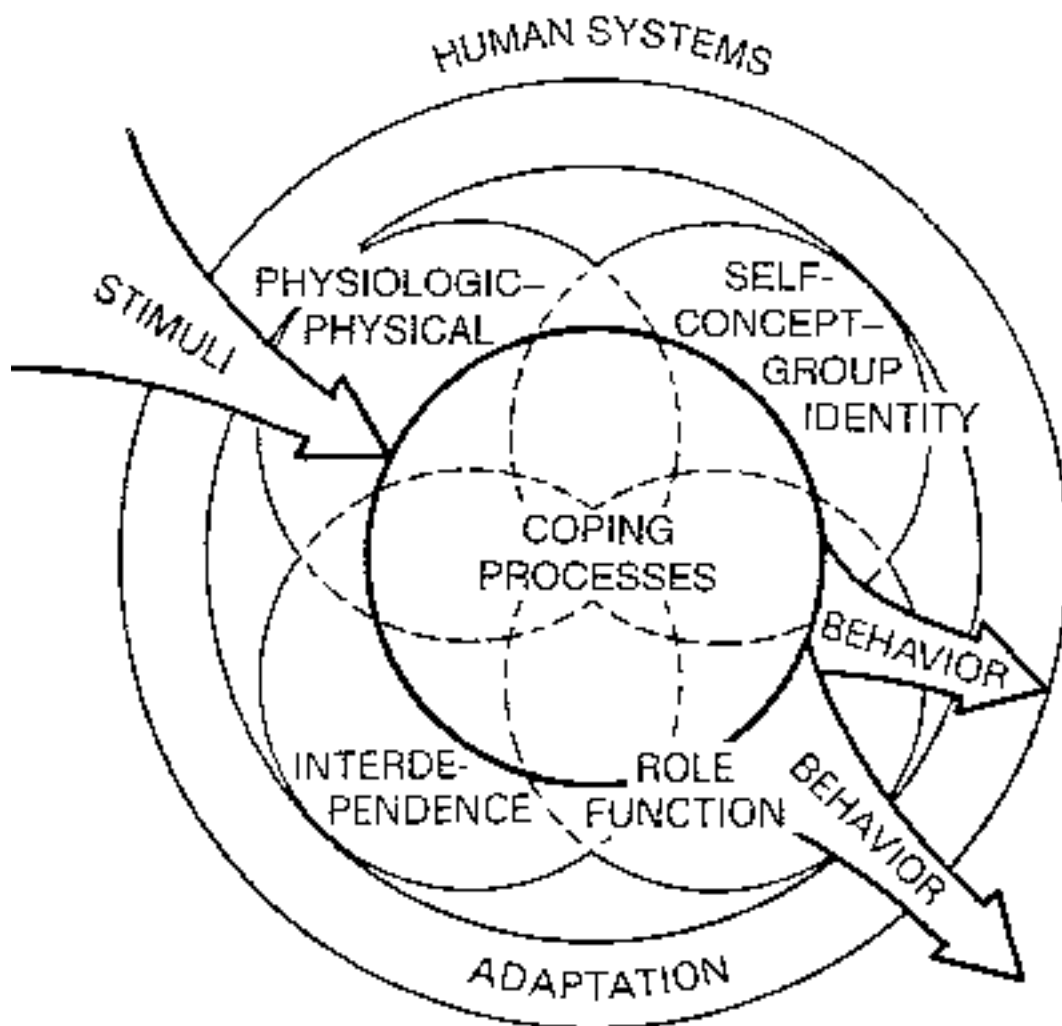 HUMAN SYSTEMS
STIMULI
PHYSIOLOGIC–
PHYSICAL
SELF-
CONCEPT–
GROUP
IDENTITY
COPING
PROCESSES
BEHAVIOR
INTERDE-
PENDENCE
ROLE
FUNCTION
BEHAVIOR
ADAPTATION